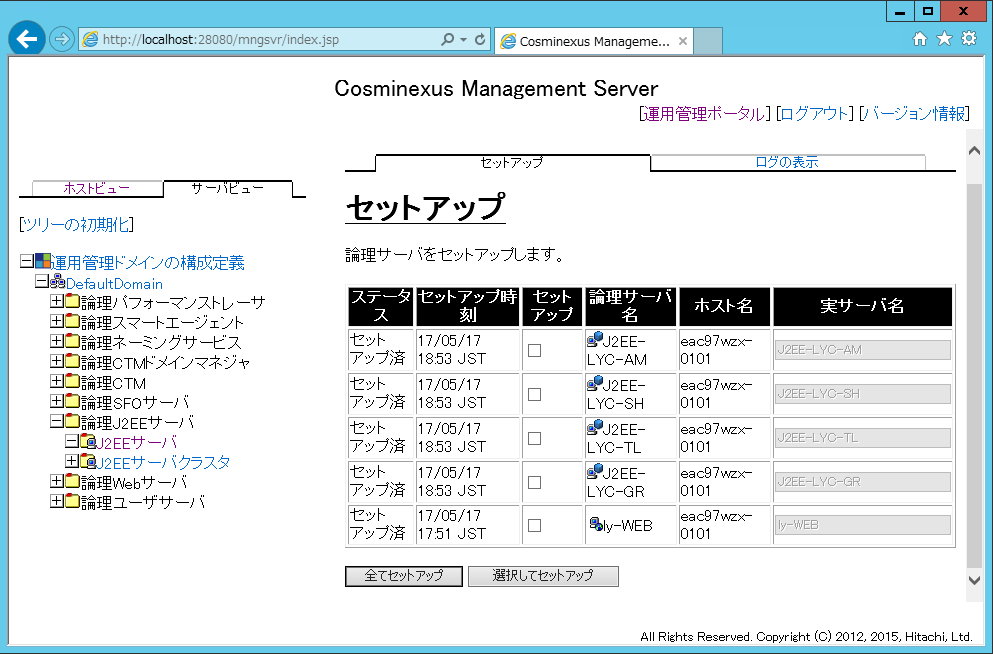 http://localhost:28080/mngsvr/index.jsp
Cosminexus Manageme...
Cosminexus Management Server
[運用管理ポータル] [ログアウト] [バージョン情報]
ホストビュー
サーバビュー
[ツリーの初期化]
運用管理ドメインの構成定義
DefaultDomain
論理パフォーマンストレーサ
論理スマートエージェント
論理ネーミングサービス
論理CTMドメインマネジャ
論理CTM
論理SFOサーバ
論理J2EEサーバ
J2EEサーバ
J2EEサーバクラスタ
論理Webサーバ
論理ユーザサーバ
セットアップ
ログの表示
セットアップ
論理サーバをセットアップします。
ステータ
ス
セットアップ時
刻
セット
アップ
論理サーバ
名
ホスト名
実サーバ名
セット
アップ済
17/05/17
18:53 JST
J2EE-
LYC-AM
eac97wzx-
0101
J2EE-LYC-AM
セット
アップ済
17/05/17
18:53 JST
J2EE-
LYC-SH
eac97wzx-
0101
J2EE-LYC-SH
セット
アップ済
17/05/17
18:53 JST
J2EE-
LYC-TL
eac97wzx-
0101
J2EE-LYC-TL
セット
アップ済
17/05/17
18:53 JST
J2EE-
LYC-GR
eac97wzx-
0101
J2EE-LYC-GR
セット
アップ済
17/05/17
17:51 JST
ly-WEB
eac97wzx-
0101
ly-WEB
全てセットアップ
選択してセットアップ
All Rights Reserved. Copyright (C) 2012, 2015, Hitachi, Ltd.